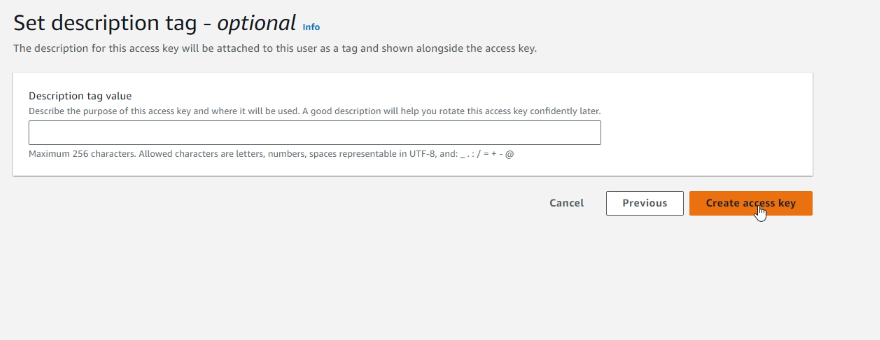 Set description tag - optional Info
The description for this access key will be attached to this user as a tag and shown alongside the access key.
Description tag value
Describe the purpose of this access key and where it will be used. A good description will help you rotate this access key confidently later.
Maximum 256 characters. Allowed characters are letters, numbers, spaces representable in UTF-8, and: _ . : / = + - @
Cancel Previous Create access key